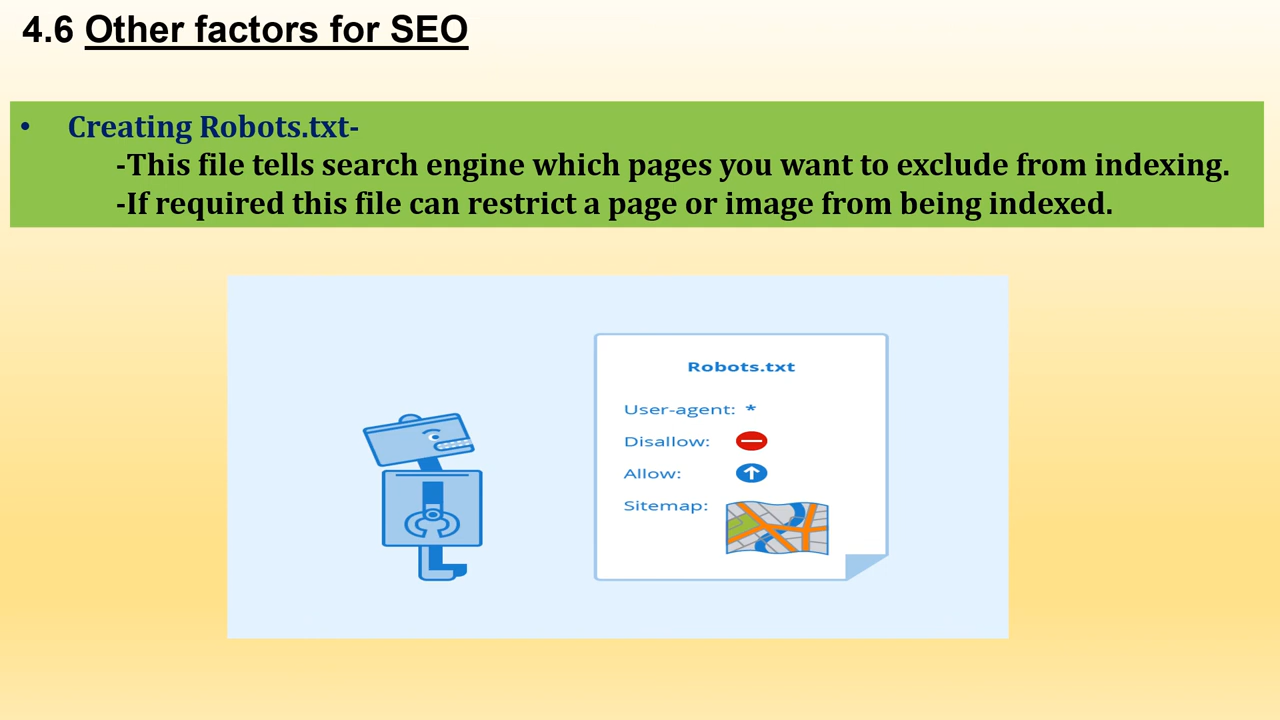 4.6 Other factors for SEO
• Creating Robots.txt-
-This file tells search engine which pages you want to exclude from indexing.
-If required this file can restrict a page or image from being indexed.
Robots.txt
User-agent: *
Disallow:
Allow:
Sitemap: